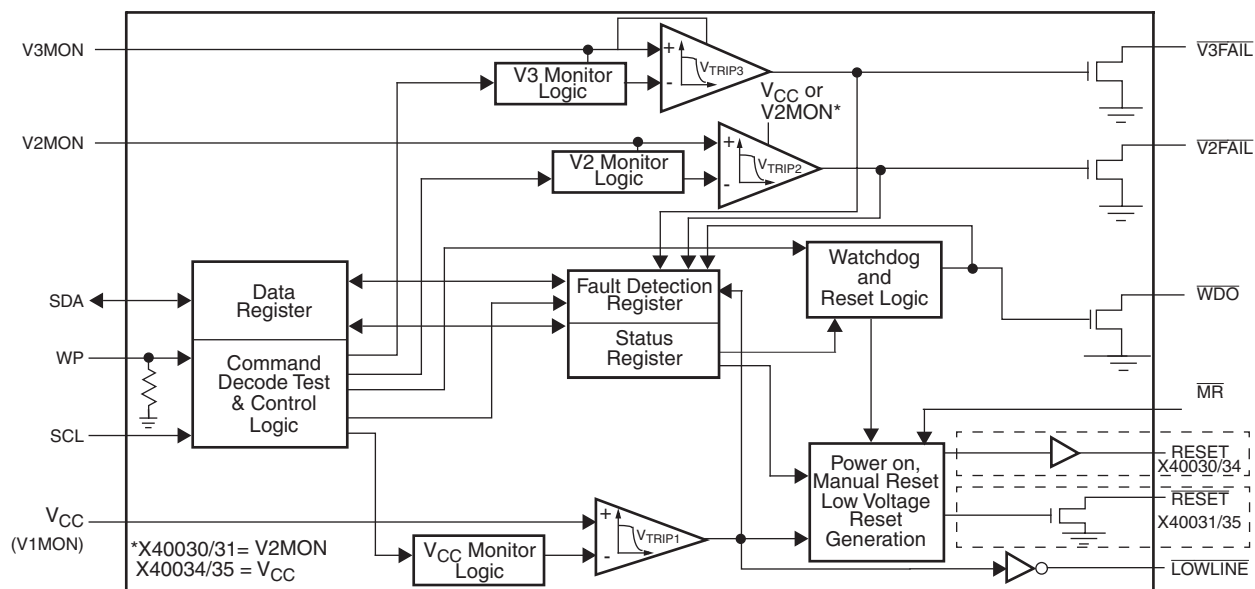 V3MON
V3 Monitor
Logic
+
-
VTRIP3
V3FAIL
VCC or
V2MON*
V2MON
V2 Monitor
Logic
+
-
VTRIP2
V2FAIL
SDA
WP
SCL
Data
Register
Command
Decode Test
& Control
Logic
Fault Detection
Register
Status
Register
Watchdog
and
Reset Logic
WDO
MR
Power on,
Manual Reset
Low Voltage
Reset
Generation
RESET
X40030/34
RESET
X40031/35
VCC
(V1MON)
*X40030/31= V2MON
X40034/35 = VCC
VCC Monitor
Logic
+
-
VTRIP1
LOWLINE